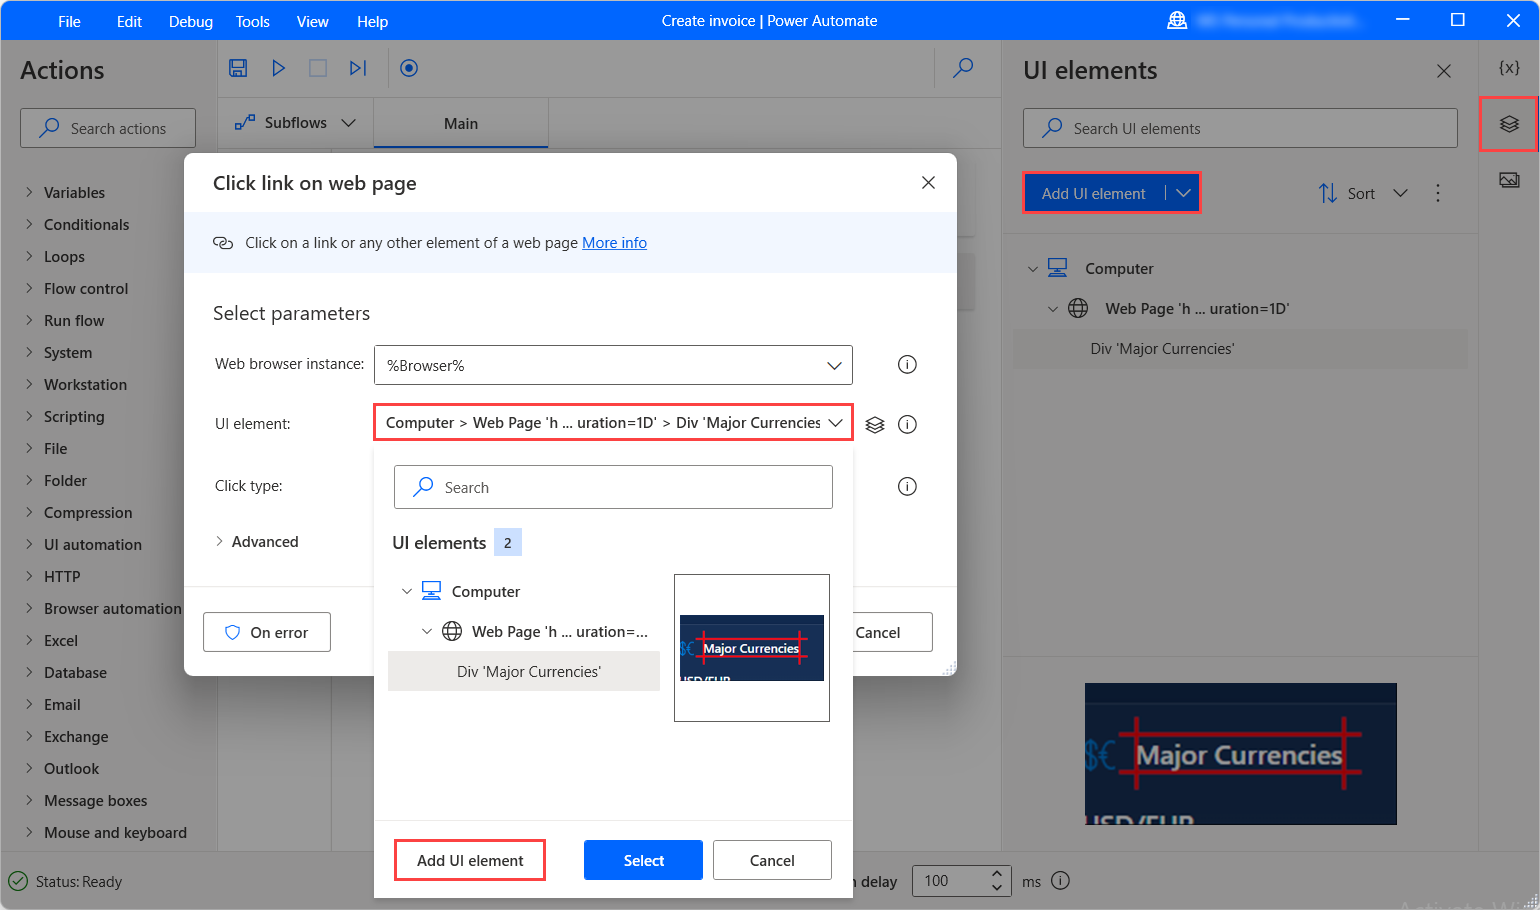 File Edit Debug Tools View Help
Create invoice | Power Automate
Actions
Search actions
Variables
Conditionals
Loops
Flow control
Run flow
System
Workstation
Scripting
File
Folder
Compression
UI automation
HTTP
Browser automation
Excel
Database
Email
Exchange
Outlook
Message boxes
Mouse and keyboard
Subflows
Main
Click link on web page
Click on a link or any other element of a web page More info
Select parameters
Web browser instance:
%Browser%
UI element:
Computer > Web Page 'h ... uration=1D' > Div 'Major Currencies
Click type:
Advanced
On error
Cancel
Search
UI elements 2
Computer
Web Page 'h ... uration=...
Div 'Major Currencies'
$€ Major Currencies
USD/EUR
Add UI element
Select
Cancel
UI elements
{x}
Search UI elements
Add UI element
Sort
Computer
Web Page 'h ... uration=1D'
Div 'Major Currencies'
$€ Major Currencies
USD/EUR
Status: Ready
delay
100
ms